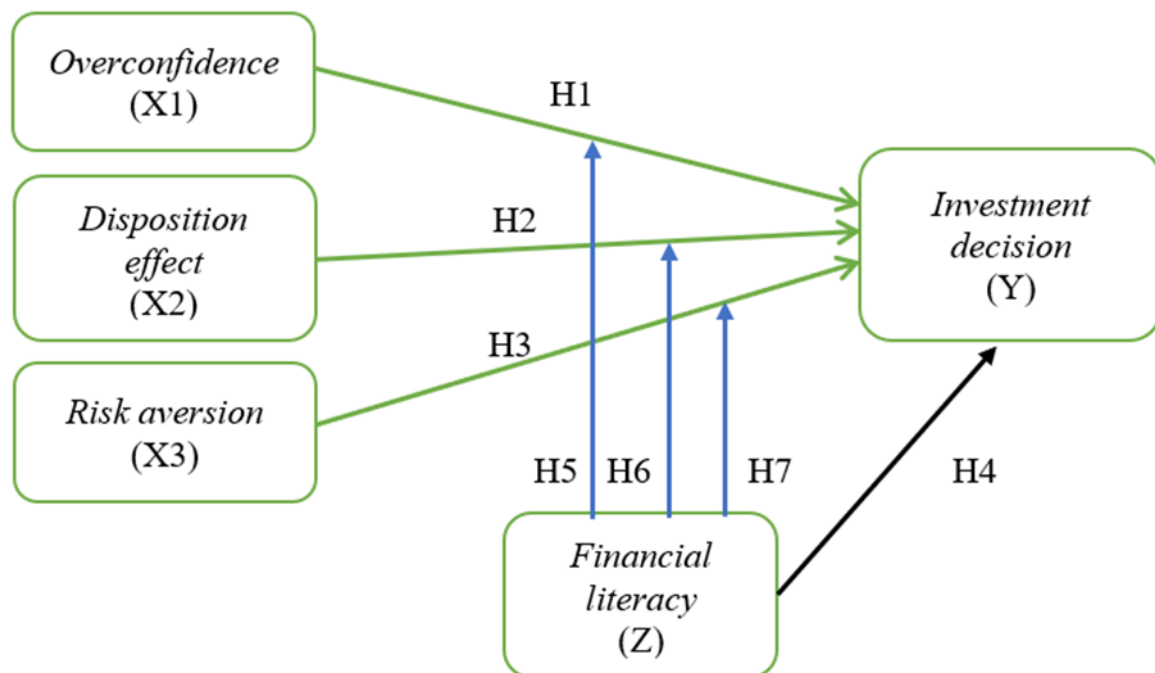 Overconfidence
(X1)
H1
Disposition
effect
(X2)
H2
Investment
decision
(Y)
Risk aversion
(X3)
H3
H5
H6
H7
H4
Financial
literacy
(Z)